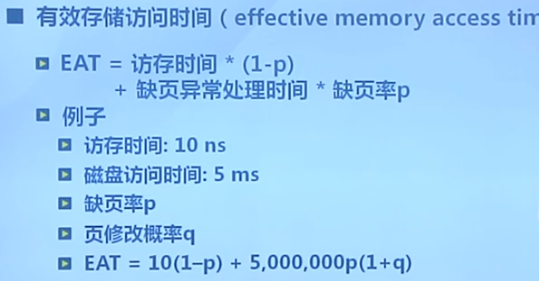 有效存储访问时间（effective memory access tim
EAT = 访存时间 * (1-p)
+ 缺页异常处理时间 * 缺页率p
例子
访存时间: 10 ns
磁盘访问时间: 5 ms
缺页率p
页修改概率q
EAT = 10(1–p) + 5,000,000p(1+q)